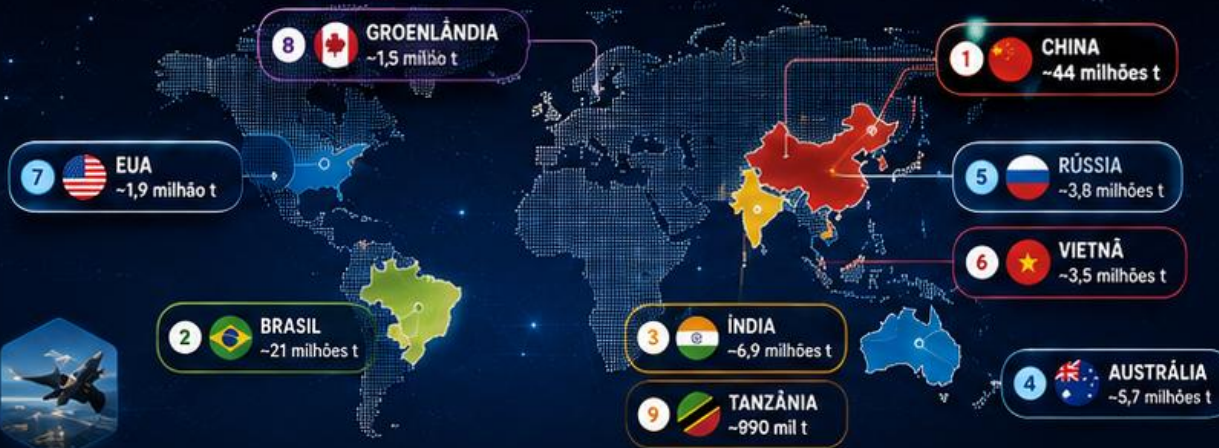 8
GROENLÂNDIA
~1,5 milhão t
1
CHINA
~44 milhões t
7
EUA
~1,9 milhão t
5
RÚSSIA
~3,8 milhões t
6
VIETNÃ
~3,5 milhões t
2
BRASIL
~21 milhões t
3
ÍNDIA
~6,9 milhões t
4
AUSTRÁLIA
~5,7 milhões t
9
TANZÂNIA
~890 mil t